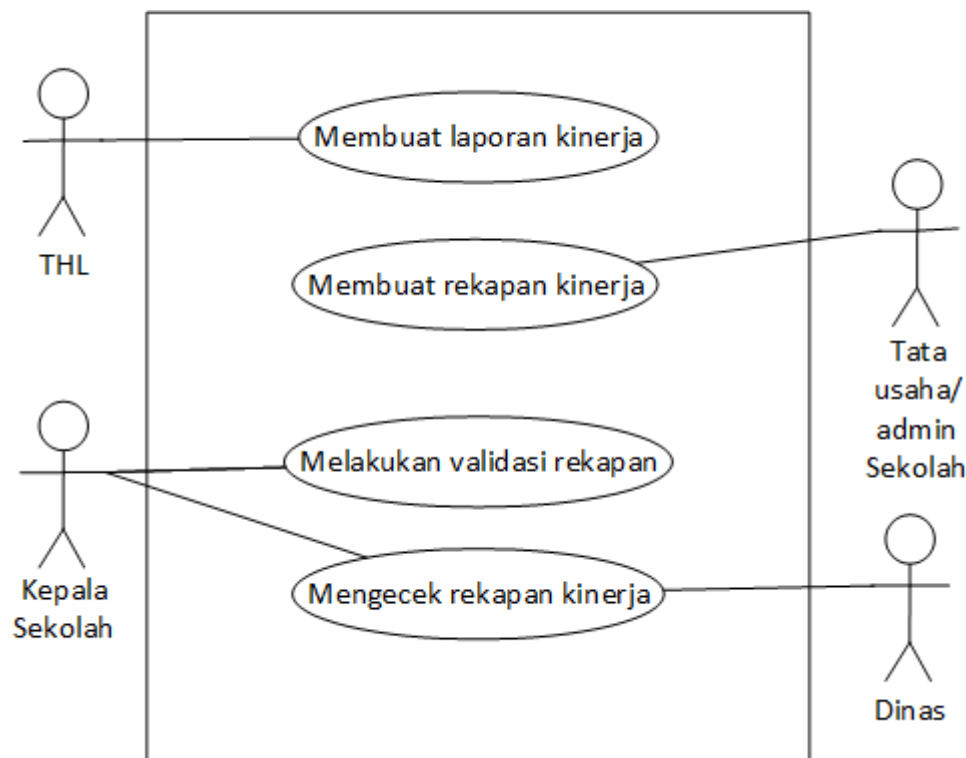 Membuat laporan kinerja
THL
Membuat rekapan kinerja
Tata
usaha/
admin
Sekolah
Melakukan validasi rekapan
Kepala
Sekolah
Mengecek rekapan kinerja
Dinas